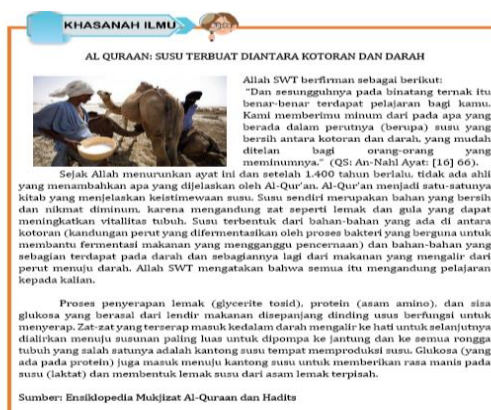 KHASANAH ILMU
AL QURAAN: SUSU TERBUAT DIANTARA KOTORAN DAN DARAH
Allah SWT berfirman sebagai berikut:
"Dan sesungguhnya pada binatang ternak itu
benar-benar terdapat pelajaran bagi kamu.
Kami memberimu minum dari pada apa yang
berada dalam perutnya (berupa) susu yang
bersih antara kotoran dan darah, yang mudah
ditelan bagi orang-orang yang
meminumnya." (QS: An-Nahl Ayat: [16] 66).
Sejak Allah menurunkan ayat ini dan setelah 1.400 tahun berlalu, tidak ada ahli
yang menambahkan apa yang dijelaskan oleh Al-Qur'an. Al-Qur'an menjadi satu-satunya
kitab yang menjelaskan keistimewaan susu. Susu sendiri merupakan bahan yang bersih
dan nikmat diminum, karena mengandung zat seperti lemak dan gula yang dapat
meningkatkan vitalitas tubuh. Susu terbentuk dari bahan-bahan yang ada di antara
kotoran (kandungan perut yang difermentasikan oleh proses bakteri yang berguna untuk
membantu fermentasi makanan yang mengganggu pencernaan) dan bahan-bahan yang
sebagian terdapat pada darah dan sebagiannya lagi dari makanan yang mengalir dari
perut menuju darah. Allah SWT mengatakan bahwa semua itu mengandung pelajaran
kepada kalian.
Proses penyerapan lemak (glycerite tosid), protein (asam amino), dan sisa
glukosa yang berasal dari lendir makanan disepanjang dinding usus berfungsi untuk
menyerap. Zat-zat yang terserap masuk kedalam darah mengalir ke hati untuk selanjutnya
dialirkan menuju susunan paling luas untuk dipompa ke jantung dan ke semua rongga
tubuh yang salah satunya adalah kantong susu tempat memproduksi susu. Glukosa (yang
ada pada protein) juga masuk menuju kantong susu untuk memberikan rasa manis pada
susu (laktat) dan membentuk lemak susu dari asam lemak terpisah.
Sumber: Ensiklopedia Mukjizat Al-Quraan dan Hadits